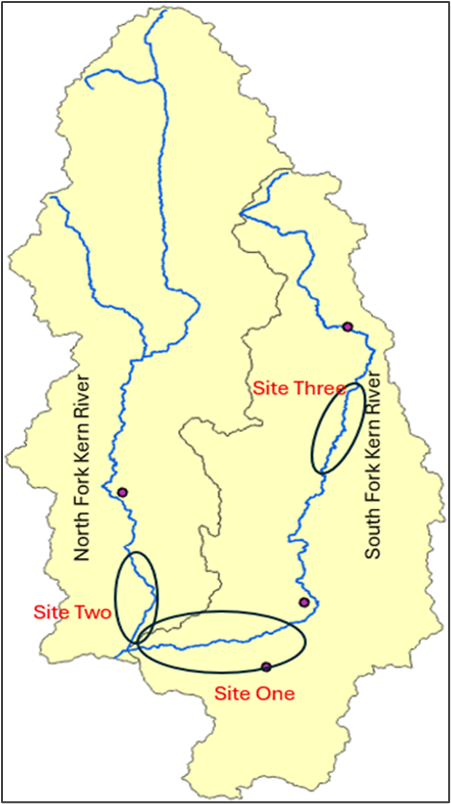 Site Three
North Fork Kern River
South Fork Kern River
Site Two
Site One